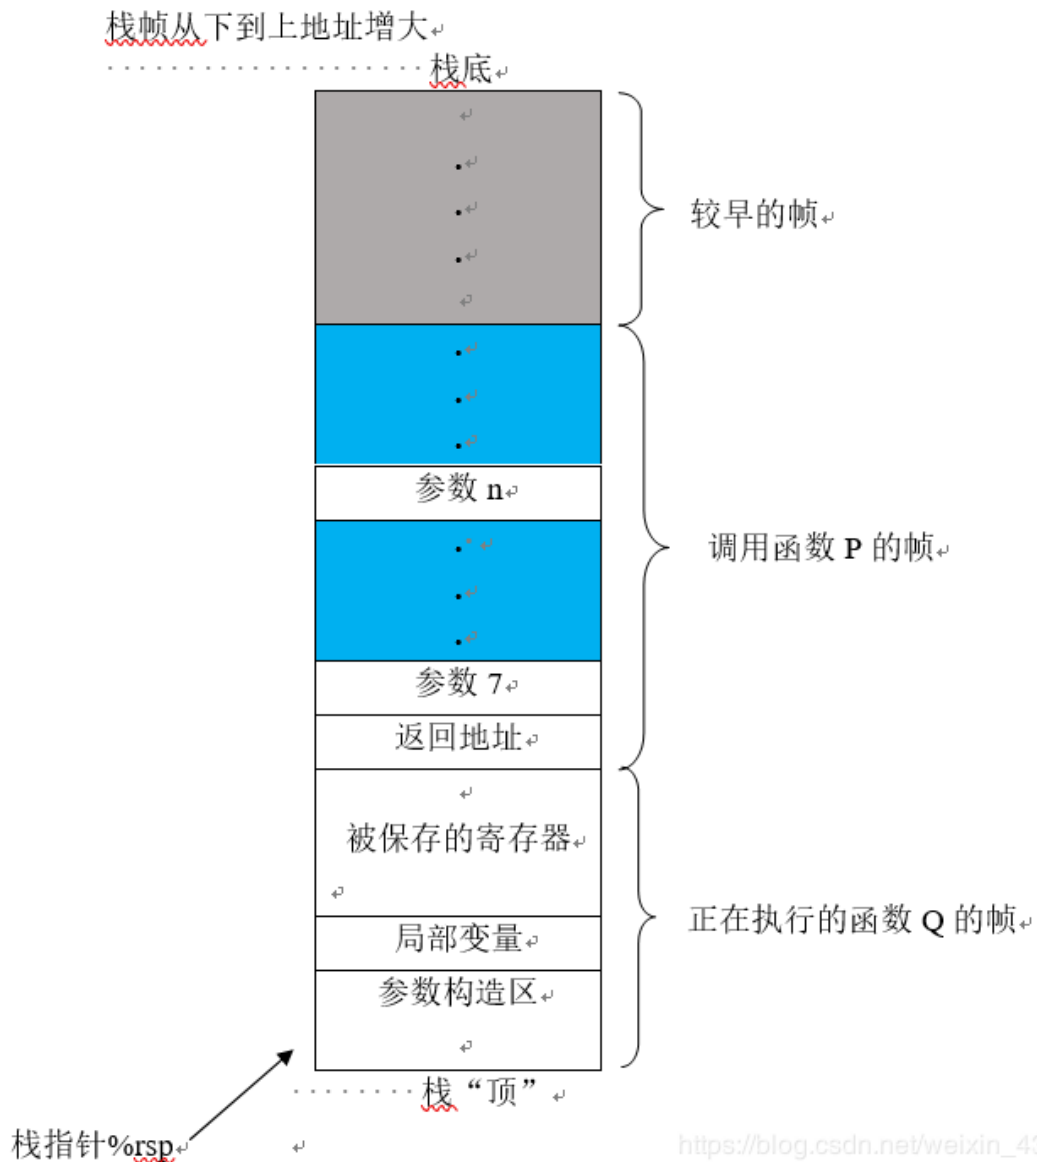 栈帧从下到上地址增大
栈底
较早的帧
参数 n
调用函数 P 的帧
参数 7
返回地址
被保存的寄存器
正在执行的函数 Q 的帧
局部变量
参数构造区
栈“顶”
栈指针%rsp
https://blog.csdn.net/weixin_43